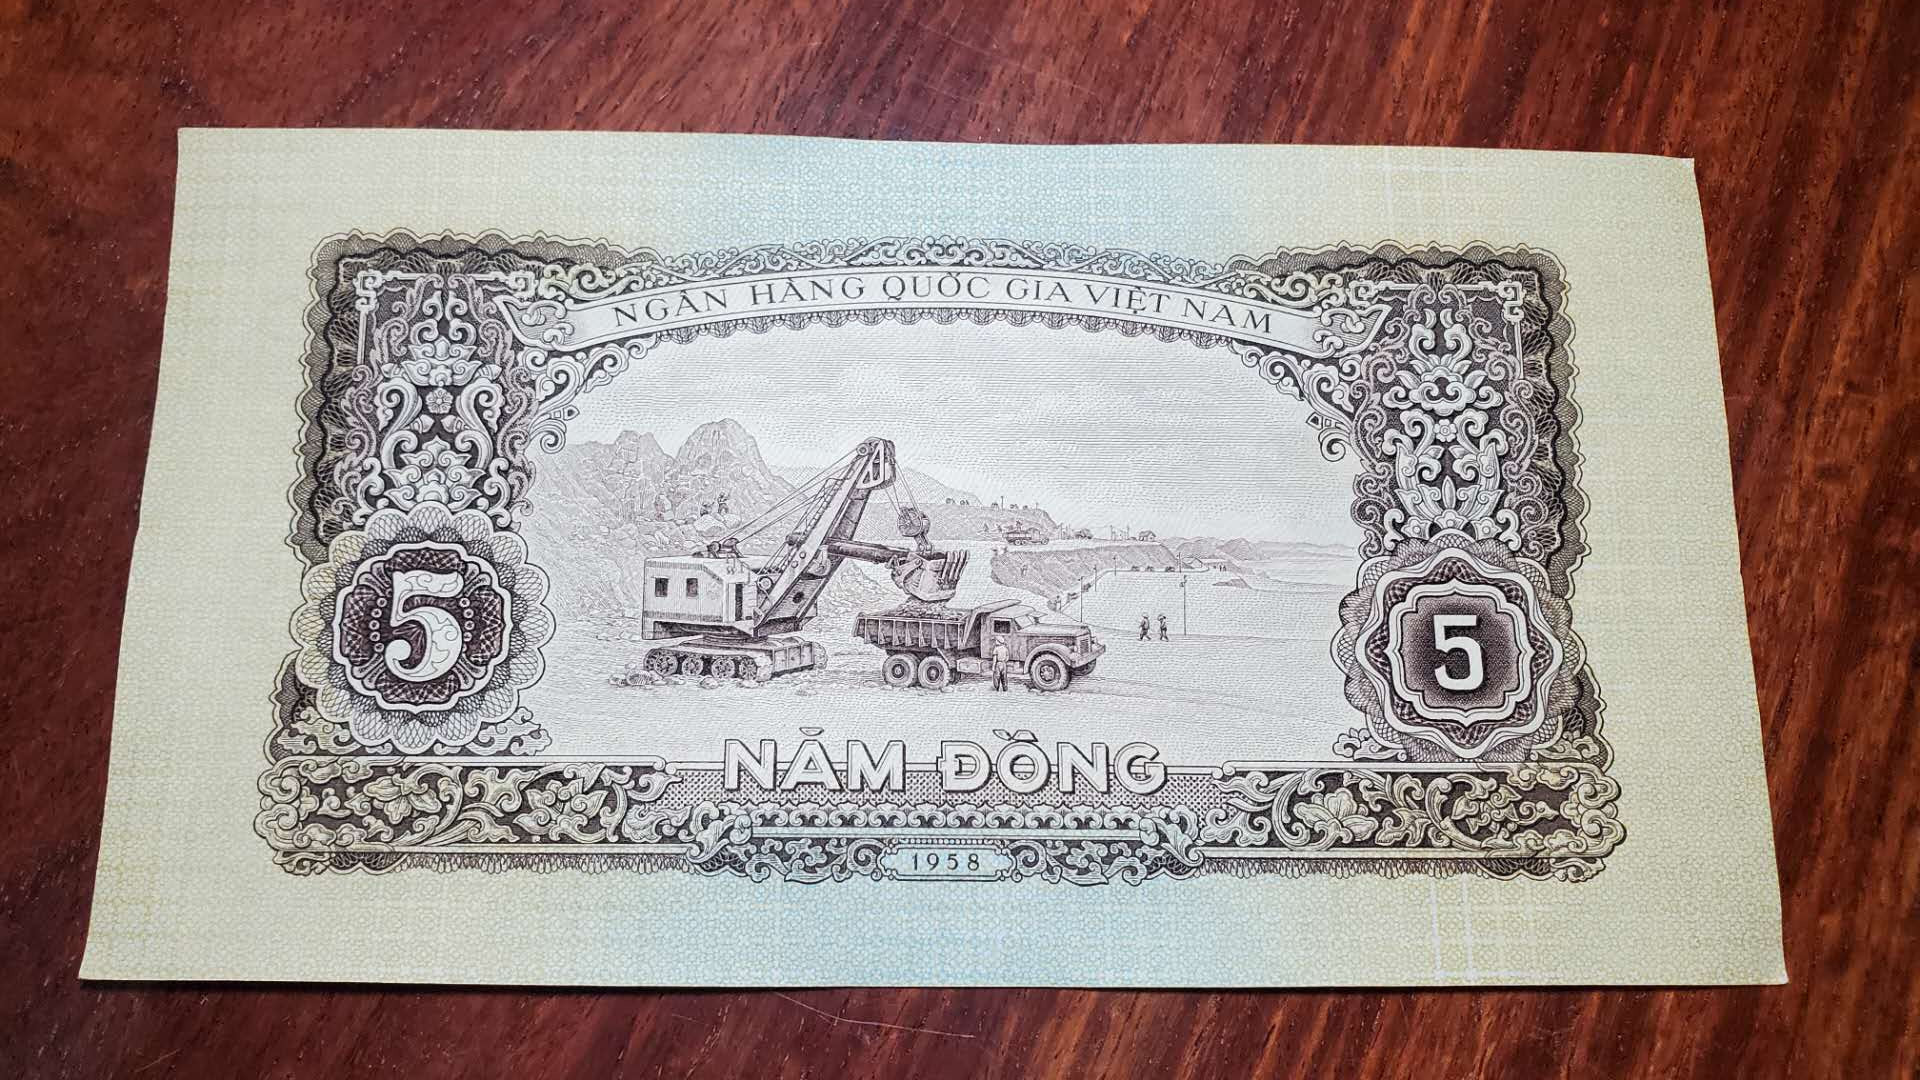 NGÂN HÀNG QUỐC GIA VIỆT NAM
5
5
NĂM ĐỒNG
1958